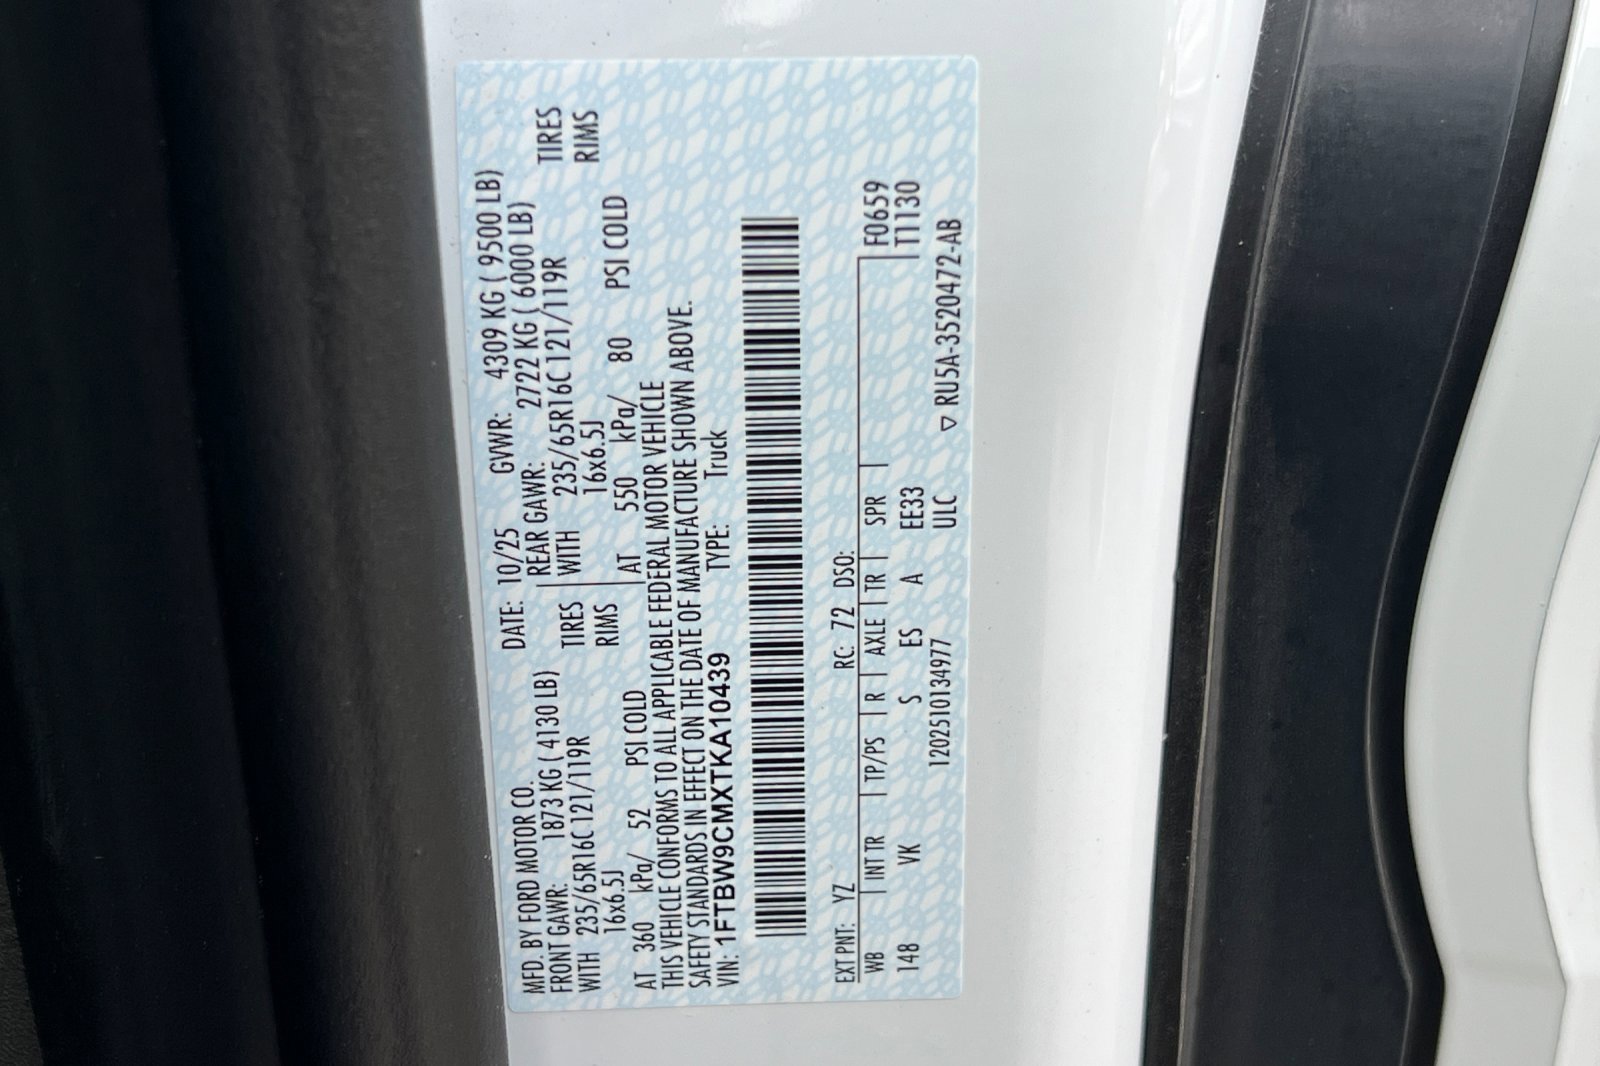 MFD. BY FORD MOTOR CO. DATE: 10/25 GVWR: 4309 KG ( 9500 LB)
FRONT GAWR: 1873 KG ( 4130 LB) REAR GAWR: 2722 KG ( 6000 LB)
WITH 235/65R16C 121/119R TIRES WITH 235/65R16C 121/119R TIRES
16x6.5J RIMS 16x6.5J RIMS
AT 360 kPa/ 52 PSI COLD AT 550 kPa/ 80 PSI COLD
THIS VEHICLE CONFORMS TO ALL APPLICABLE FEDERAL MOTOR VEHICLE
SAFETY STANDARDS IN EFFECT ON THE DATE OF MANUFACTURE SHOWN ABOVE.
VIN: 1FTBW9CMXTKA10439 TYPE: Truck
EXT PNT: YZ RC: 72 DSO: F0659
WB INT TR TP/PS R AXLE TR SPR T1130
148 VK S ES A EE33
120251013 4977 ULC ▽ RU5A-3520472-AB